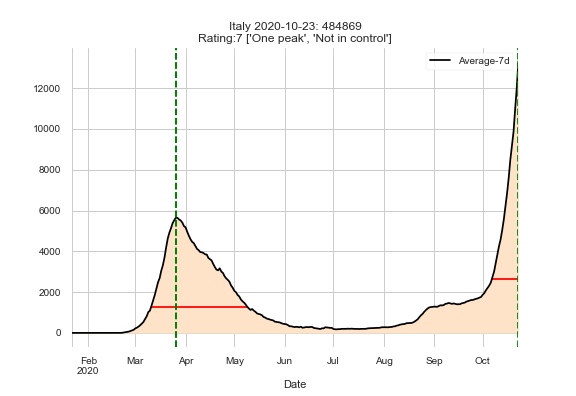 Italy 2020-10-23: 484869
Rating:7 ['One peak', 'Not in control']
Average-7d
12000
10000
8000
6000
4000
2000
0
Feb Mar Apr May Jun Jul Aug Sep Oct
2020
Date